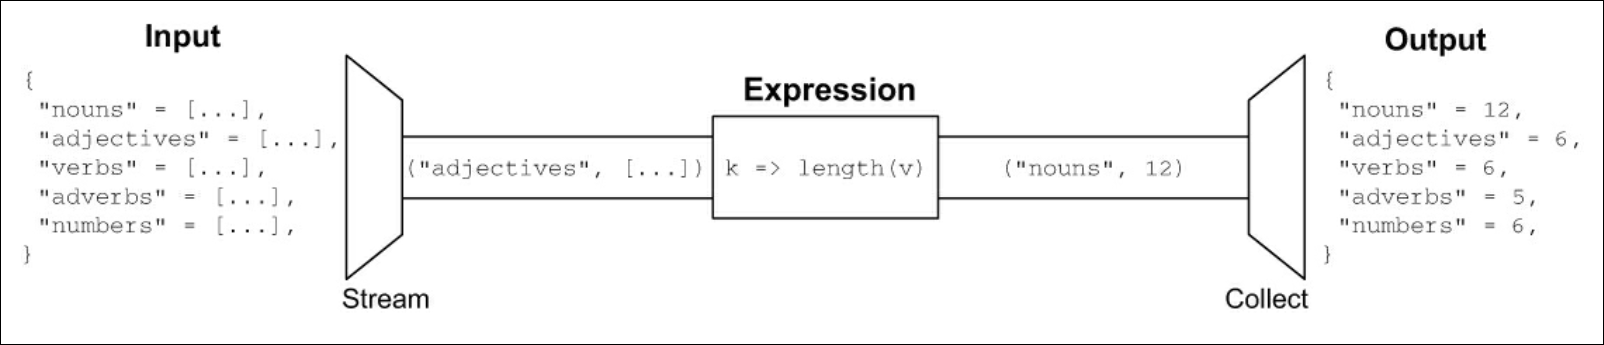 Input
{
"nouns" = [...],
"adjectives" = [...],
"verbs" = [...],
"adverbs" = [...],
"numbers" = [...],
}
Stream
("adjectives", [...])
Expression
k => length(v)
("nouns", 12)
Collect
Output
{
"nouns" = 12,
"adjectives" = 6,
"verbs" = 6,
"adverbs" = 5,
"numbers" = 6,
}